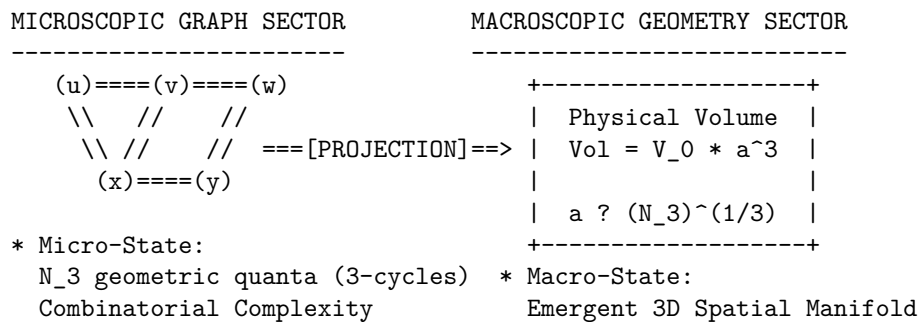 MICROSCOPIC GRAPH SECTOR          MACROSCOPIC GEOMETRY SECTOR
------------------------          ---------------------------
   (u)====(v)====(w)                  +-------------------+
    \\   //    //                     |  Physical Volume  |
     \\ //    //  ===[PROJECTION]==>  |  Vol = V_0 * a^3  |
      (x)====(y)                      |                   |
                                      |  a ? (N_3)^(1/3)  |
* Micro-State:                        +-------------------+
  N_3 geometric quanta (3-cycles)   * Macro-State:
  Combinatorial Complexity            Emergent 3D Spatial Manifold